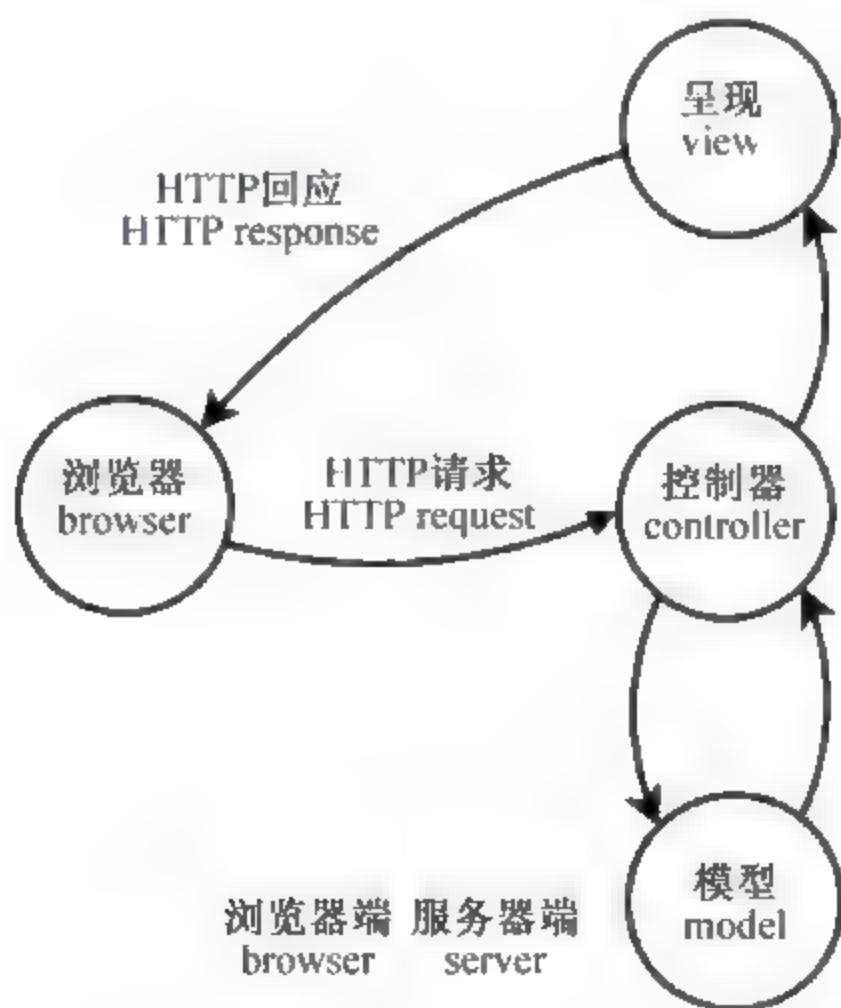 呈现
view
HTTP回应
HTTP response
浏览器
browser
HTTP请求
HTTP request
控制器
controller
模型
model
浏览器端 服务器端
browser server